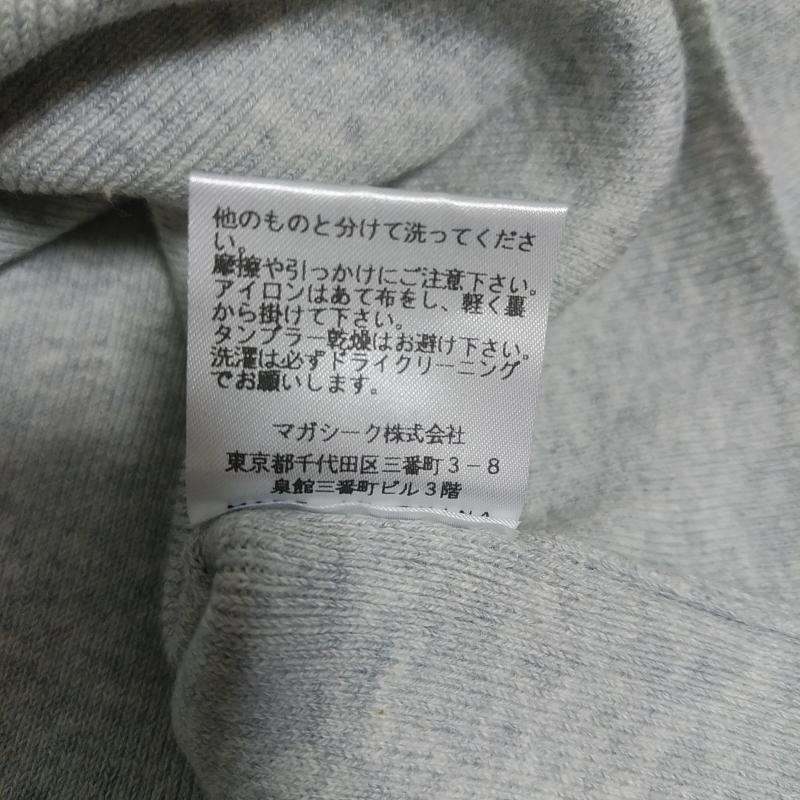 他のものと分けて洗ってくださ
い。
摩擦や引っかけにご注意下さい。
アイロンはあて布をし、軽く裏
から掛けて下さい。
タンブラー乾燥はお避け下さい。
洗濯は必ずドライクリーニング
でお願いします。
マガシーク株式会社
東京都千代田区三番町3-8
泉館三番町ビル3階